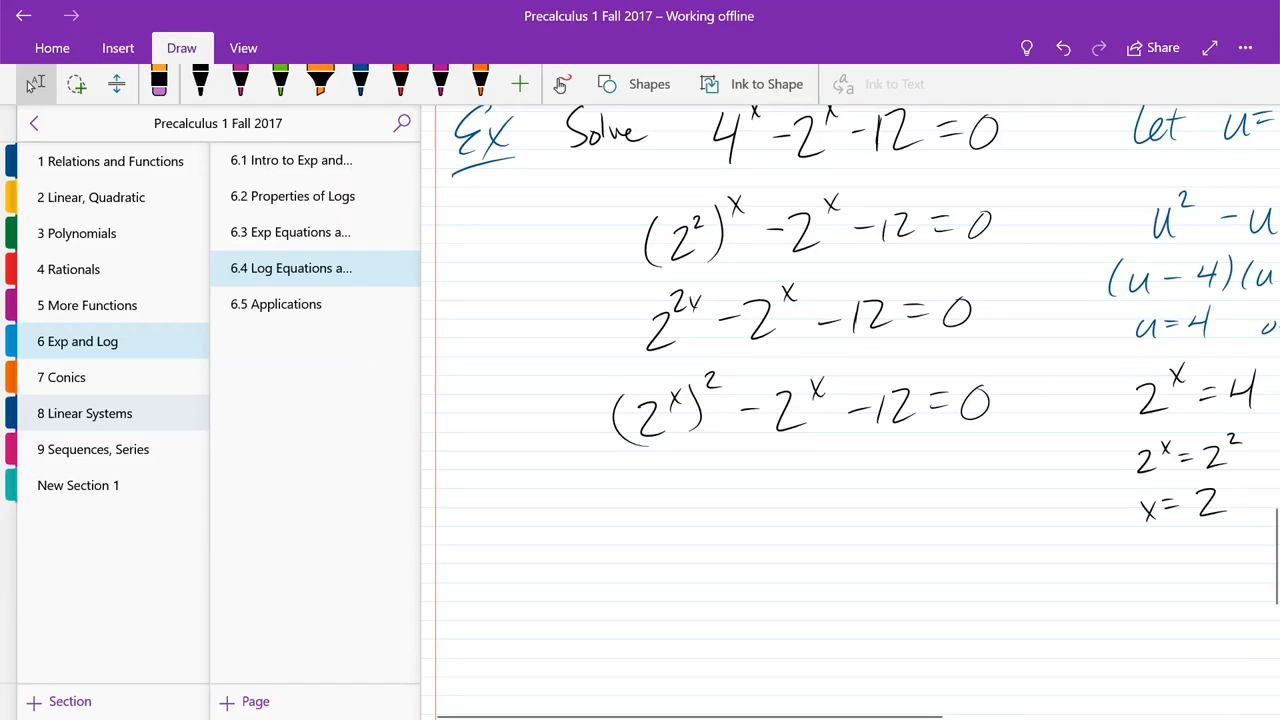 Precalculus 1 Fall 2017 – Working offline
Home Insert Draw View Share
Shapes Ink to Shape Ink to Text
Precalculus 1 Fall 2017
1 Relations and Functions
2 Linear, Quadratic
3 Polynomials
4 Rationals
5 More Functions
6 Exp and Log
7 Conics
8 Linear Systems
9 Sequences, Series
New Section 1
+ Section
6.1 Intro to Exp and...
6.2 Properties of Logs
6.3 Exp Equations a...
6.4 Log Equations a...
6.5 Applications
+ Page
Ex Solve 4^x - 2^x - 12 = 0
(2^2)^x - 2^x - 12 = 0
2^{2x} - 2^x - 12 = 0
(2^x)^2 - 2^x - 12 = 0
Let u=
u^2 - u
(u - 4)(u
u = 4
2^x = 4
2^x = 2^2
x = 2